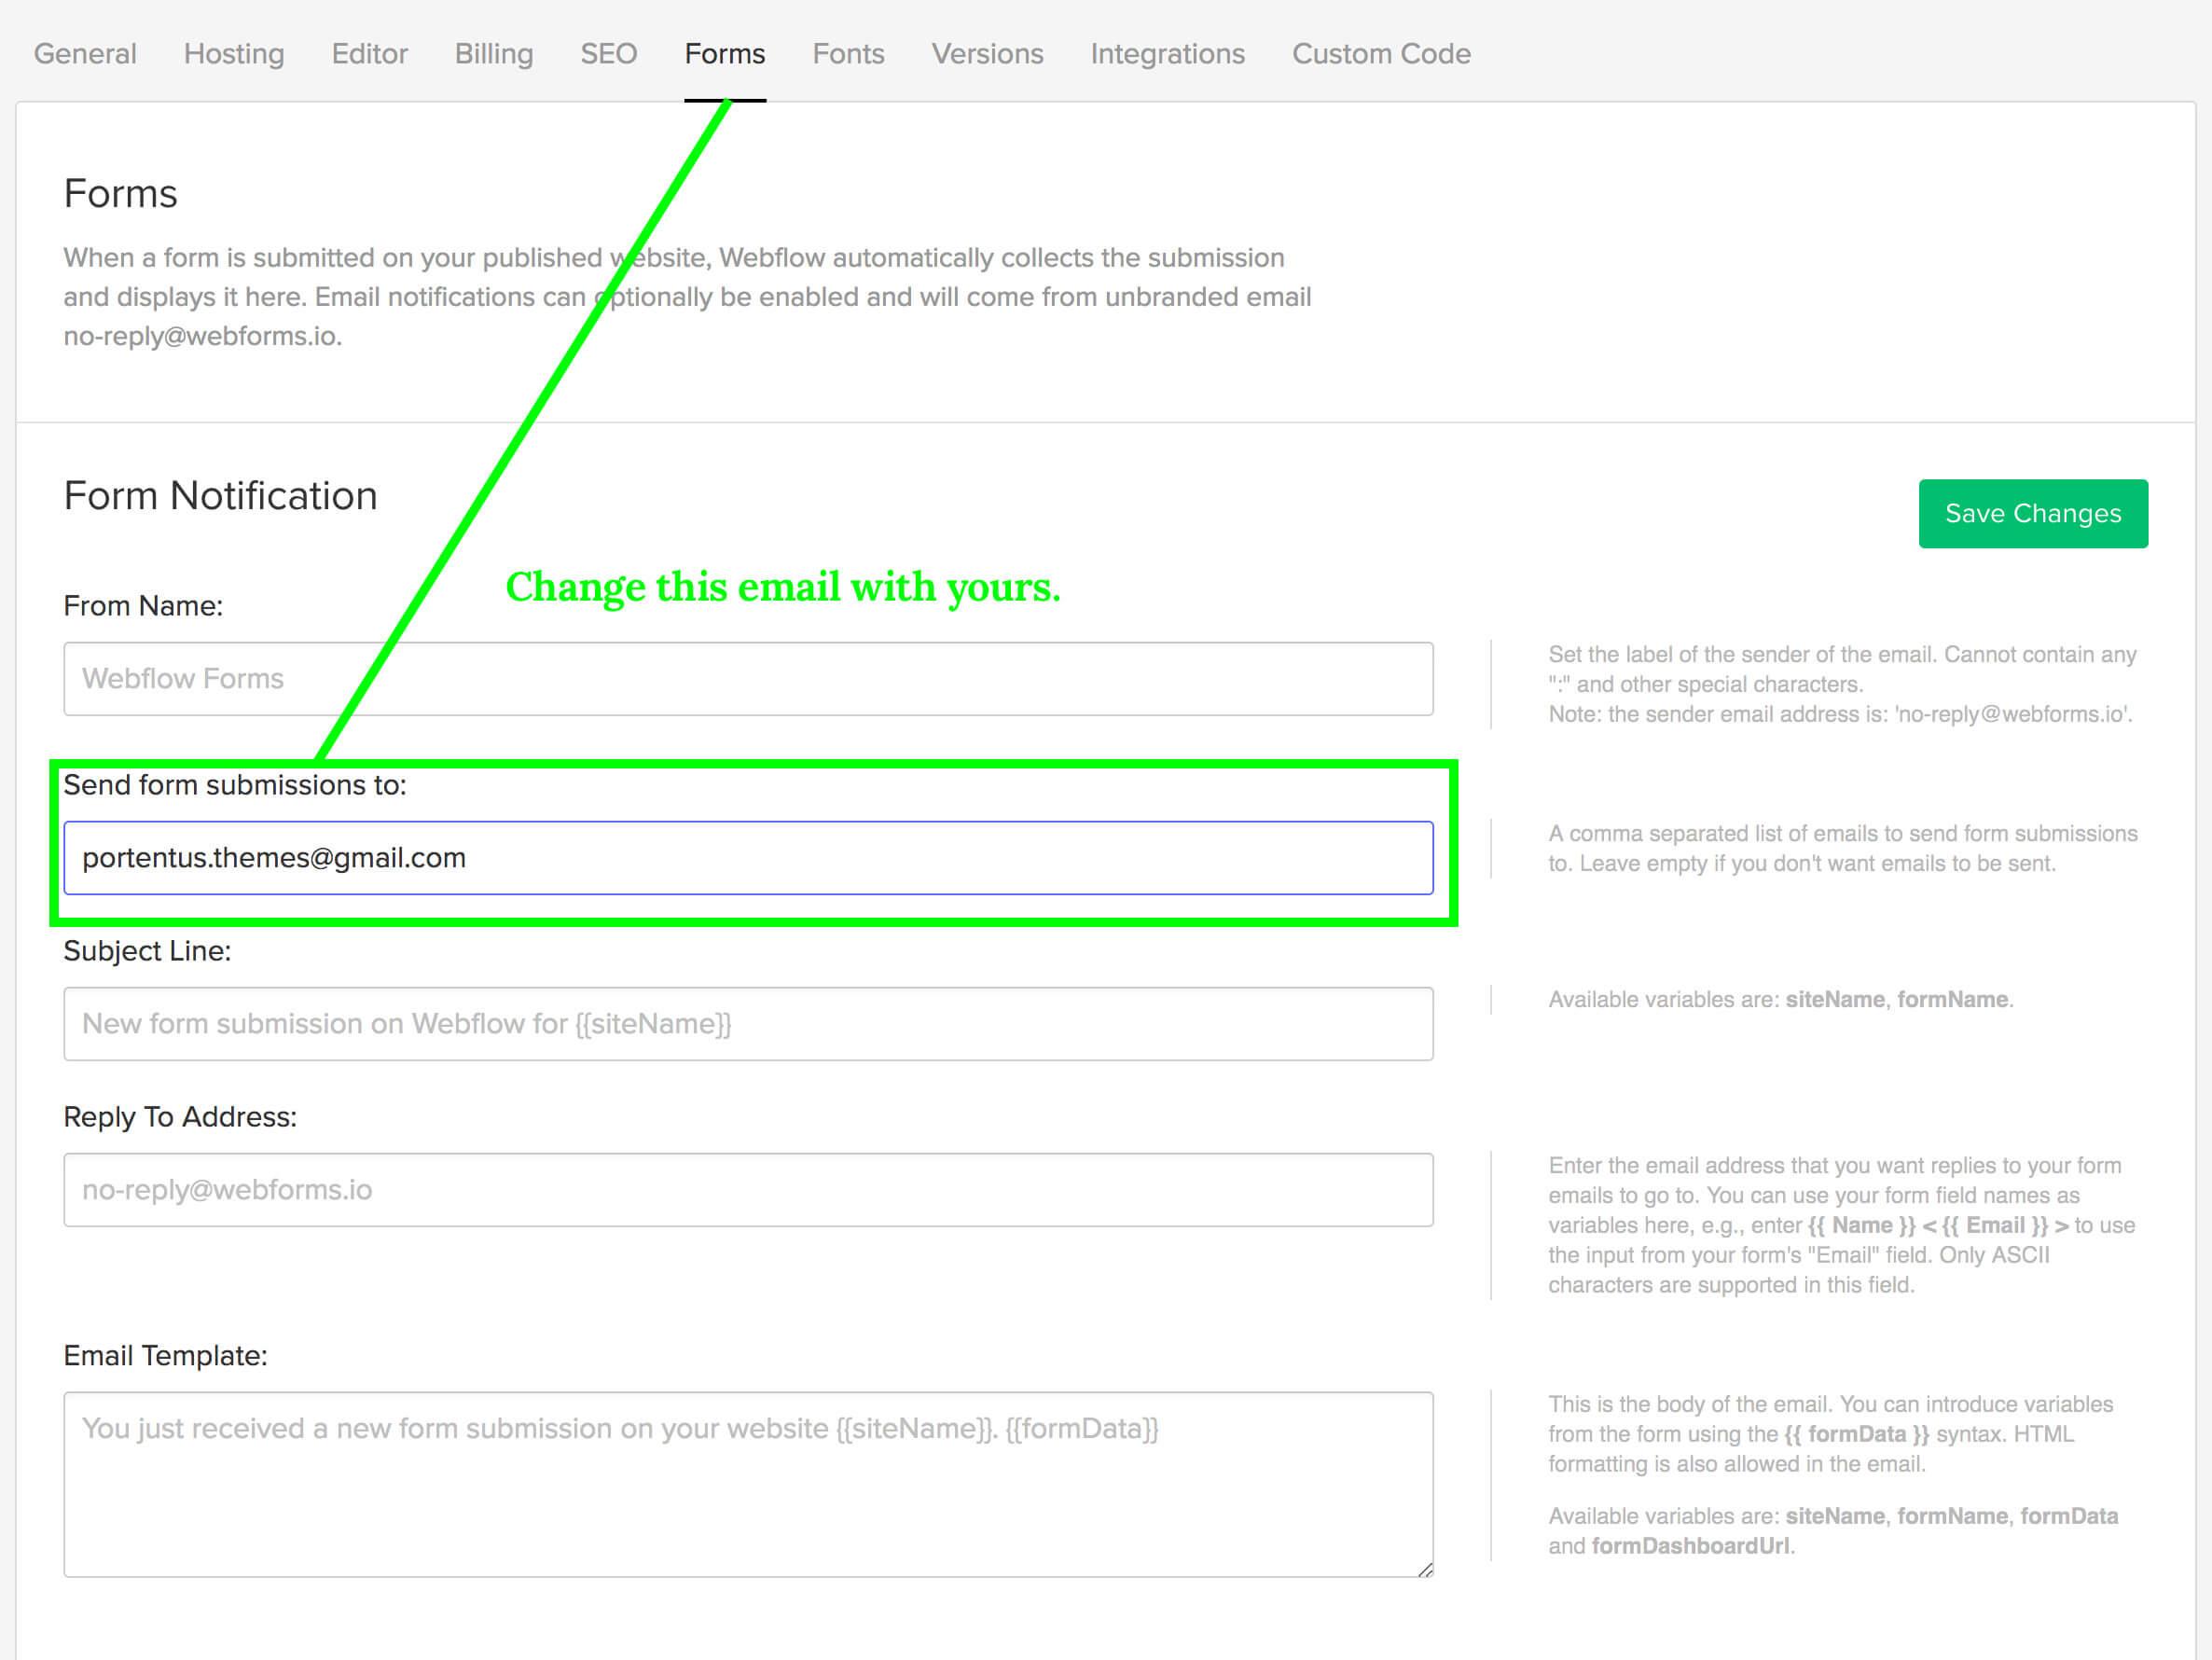 General Hosting Editor Billing SEO Forms Fonts Versions Integrations Custom Code
Forms
When a form is submitted on your published website, Webflow automatically collects the submission
and displays it here. Email notifications can optionally be enabled and will come from unbranded email
no-reply@webforms.io.
Form Notification
Save Changes
Change this email with yours.
From Name:
Webflow Forms
Set the label of the sender of the email. Cannot contain any
":" and other special characters.
Note: the sender email address is: 'no-reply@webforms.io'.
Send form submissions to:
portentus.themes@gmail.com
A comma separated list of emails to send form submissions
to. Leave empty if you don't want emails to be sent.
Subject Line:
New form submission on Webflow for {{siteName}}
Available variables are: siteName, formName.
Reply To Address:
no-reply@webforms.io
Enter the email address that you want replies to your form
emails to go to. You can use your form field names as
variables here, e.g., enter {{ Name }} < {{ Email }} > to use
the input from your form's "Email" field. Only ASCII
characters are supported in this field.
Email Template:
You just received a new form submission on your website {{siteName}}. {{formData}}
This is the body of the email. You can introduce variables
from the form using the {{ formData }} syntax. HTML
formatting is also allowed in the email.
Available variables are: siteName, formName, formData
and formDashboardUrl.